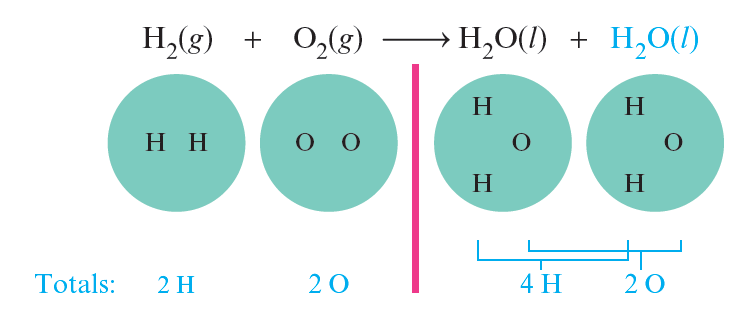 H₂(g) + O₂(g) ⟶ H₂O(l) + H₂O(l)
H H
O O
H
O
H
H
O
H
Totals: 2 H 2 O 4 H 2 O